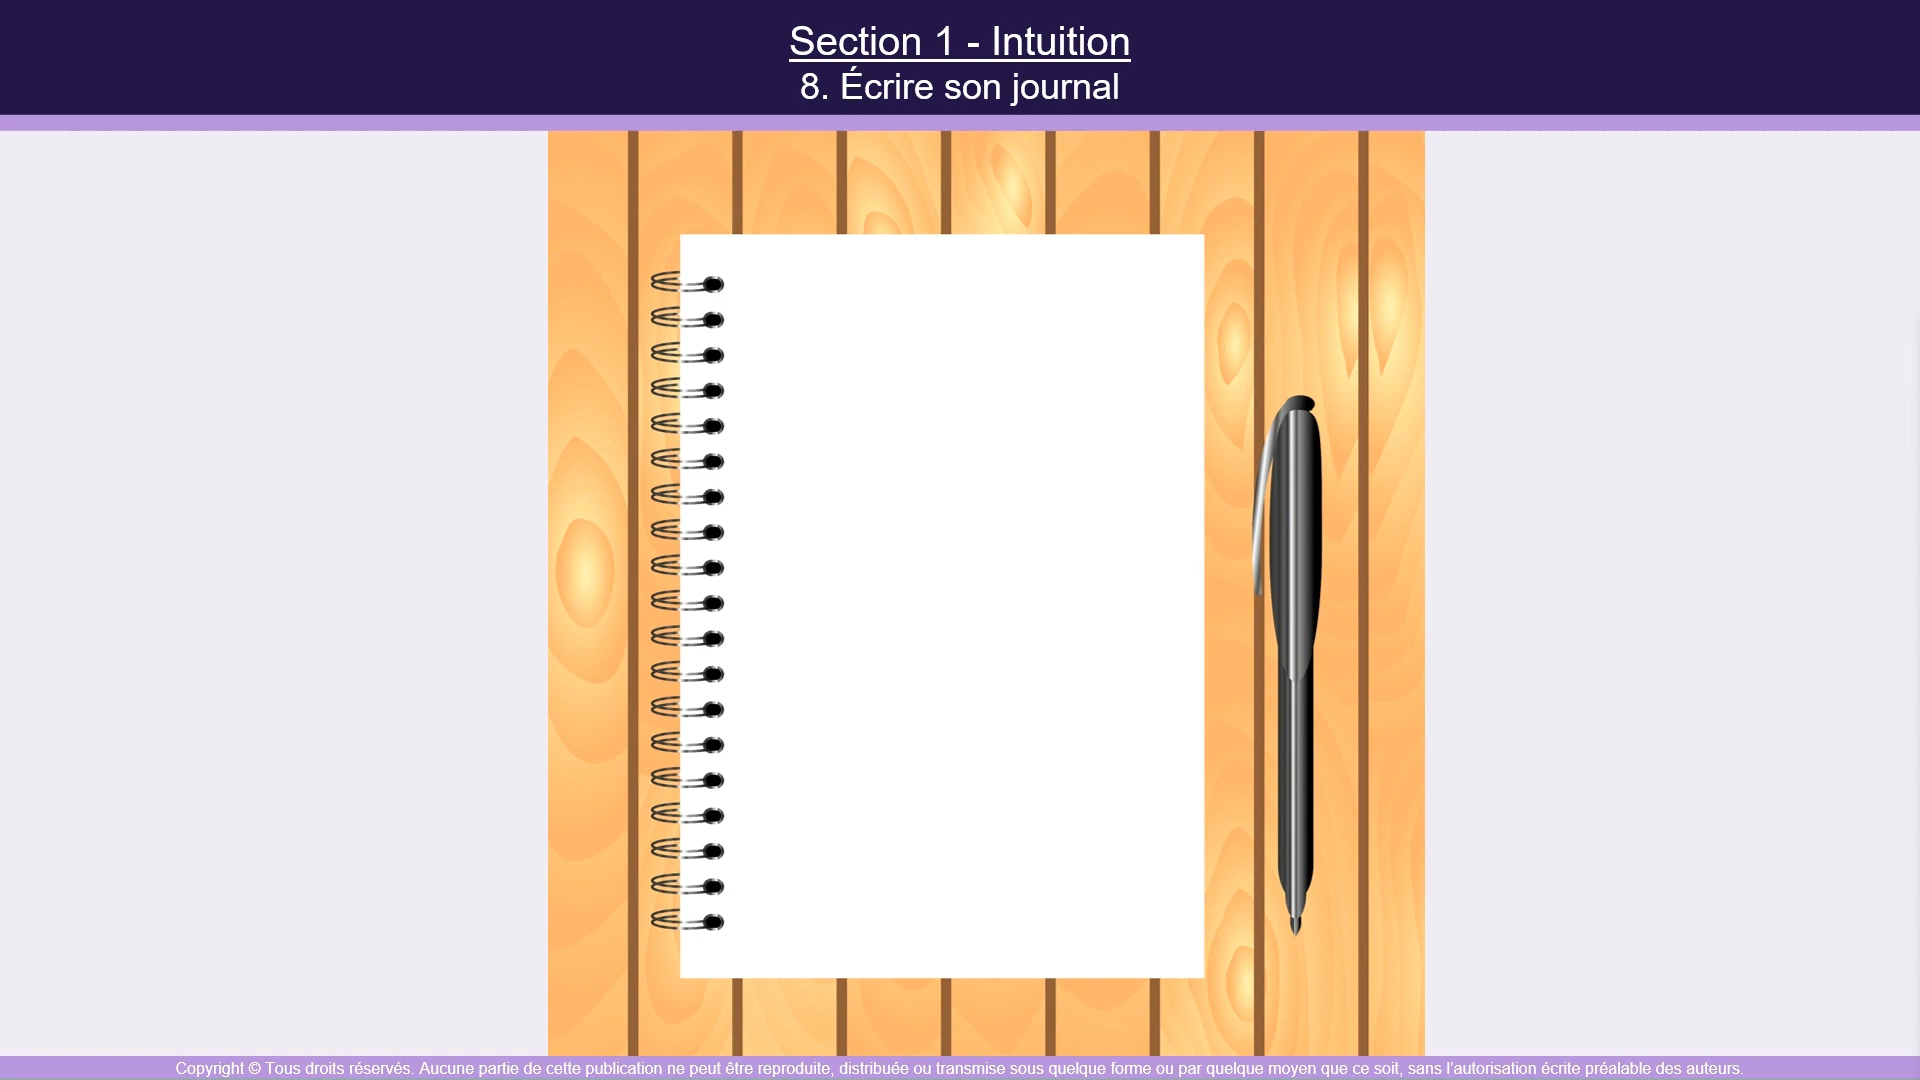 Section 1 - Intuition
8. Écrire son journal
Copyright © Tous droits réservés. Aucune partie de cette publication ne peut être reproduite, distribuée ou transmise sous quelque forme ou par quelque moyen que ce soit, sans l'autorisation écrite préalable des auteurs.